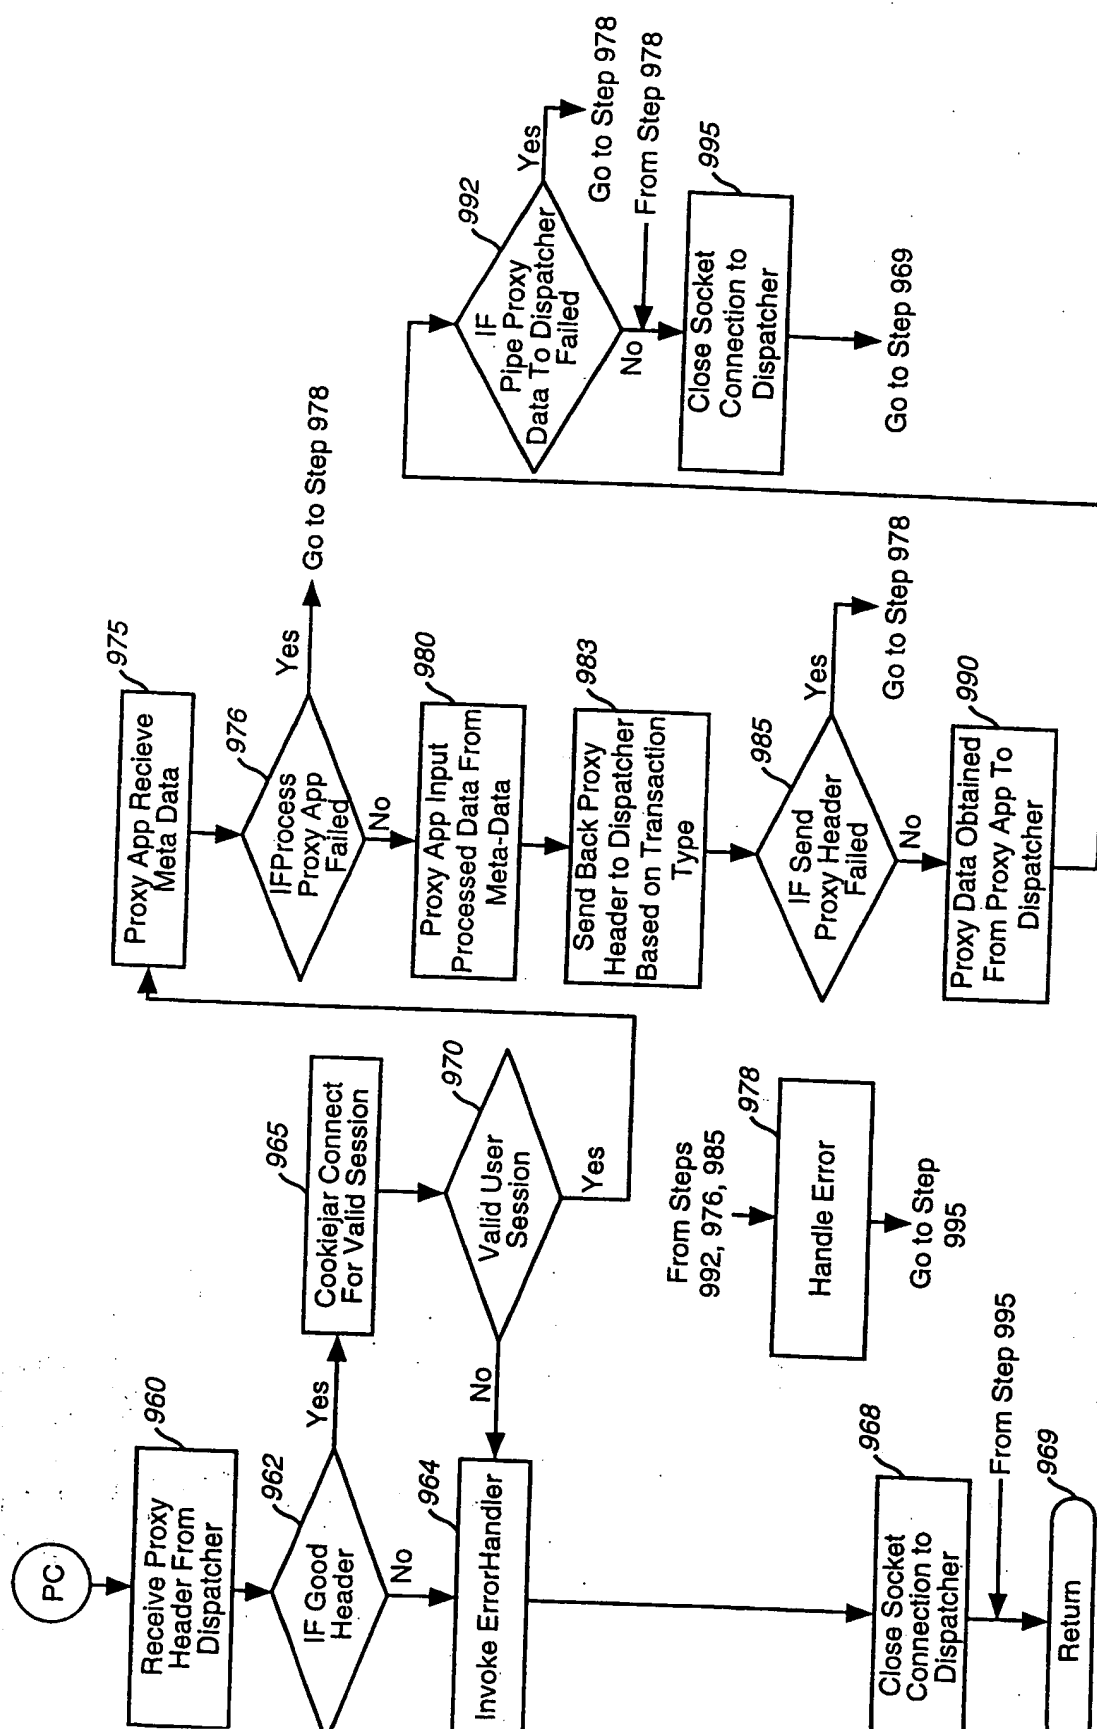 PC
960
Receive Proxy
Header From
Dispatcher
962
IF Good
Header
Yes
No
964
Invoke ErrorHandler
965
Cookiejar Connect
For Valid Session
970
Valid User
Session
No
Yes
968
Close Socket
Connection to
Dispatcher
From Step 995
969
Return
975
Proxy App Recieve
Meta Data
976
IFProcess
Proxy App
Failed
Yes
Go to Step 978
No
980
Proxy App Input
Processed Data From
Meta-Data
983
Send Back Proxy
Header to Dispatcher
Based on Transaction
Type
985
IF Send
Proxy Header
Failed
Yes
Go to Step 978
No
990
Proxy Data Obtained
From Proxy App To
Dispatcher
From Steps
992, 976, 985
978
Handle Error
Go to Step
995
992
IF
Pipe Proxy
Data To Dispatcher
Failed
Yes
Go to Step 978
No
From Step 978
995
Close Socket
Connection to
Dispatcher
Go to Step 969